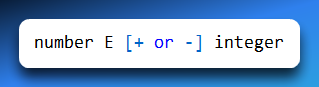 number E [+ or -] integer